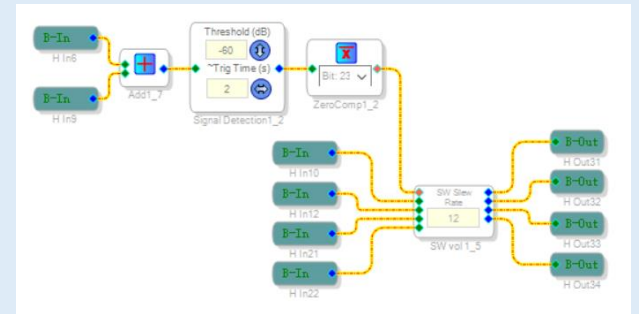 B-In
H In6
B-In
H In9
Add1_7
Threshold (dB)
-60
~Trig Time (s)
2
Signal Detection1_2
Bit: 23
ZeroComp1_2
B-In
H In10
B-In
H In12
B-In
H In21
B-In
H In22
SW Slew
Rate
12
SW vol 1_5
B-Out
H Out31
B-Out
H Out32
B-Out
H Out33
B-Out
H Out34